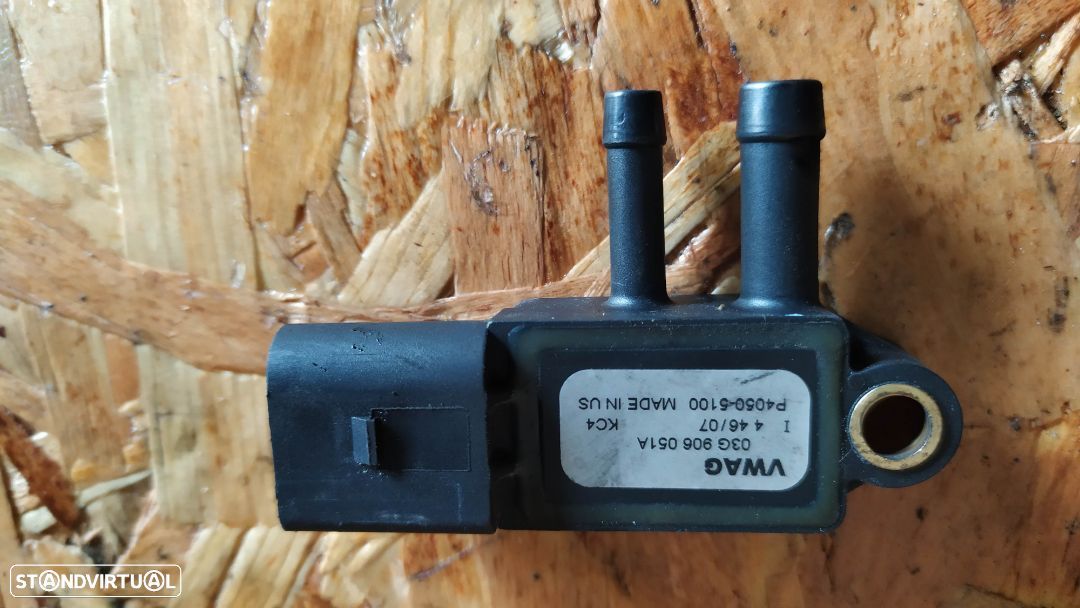 VWAG
03G 906 051A
I 4 46/07 KC4
P4050-5100 MADE IN US
STANDVIRTUAL